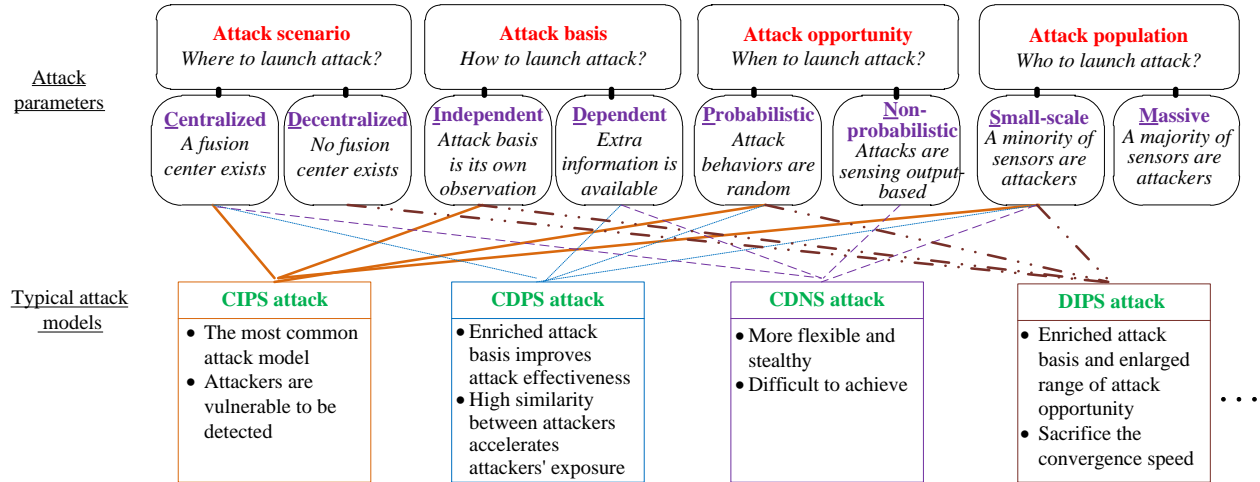 Attack scenario
Where to launch attack?
Attack basis
How to launch attack?
Attack opportunity
When to launch attack?
Attack population
Who to launch attack?
Attack
parameters
Centralized
A fusion
center exists
Decentralized
No fusion
center exists
Independent
Attack basis
is its own
observation
Dependent
Extra
information is
available
Probabilistic
Attack
behaviors are
random
Non-
probabilistic
Attacks are
sensing output-
based
Small-scale
A minority of
sensors are
attackers
Massive
A majority of
sensors are
attackers
Typical attack
models
CIPS attack
• The most common
attack model
• Attackers are
vulnerable to be
detected
CDPS attack
• Enriched attack
basis improves
attack effectiveness
• High similarity
between attackers
accelerates
attackers' exposure
CDNS attack
• More flexible and
stealthy
• Difficult to achieve
DIPS attack
• Enriched attack
basis and enlarged
range of attack
opportunity
• Sacrifice the
convergence speed
...